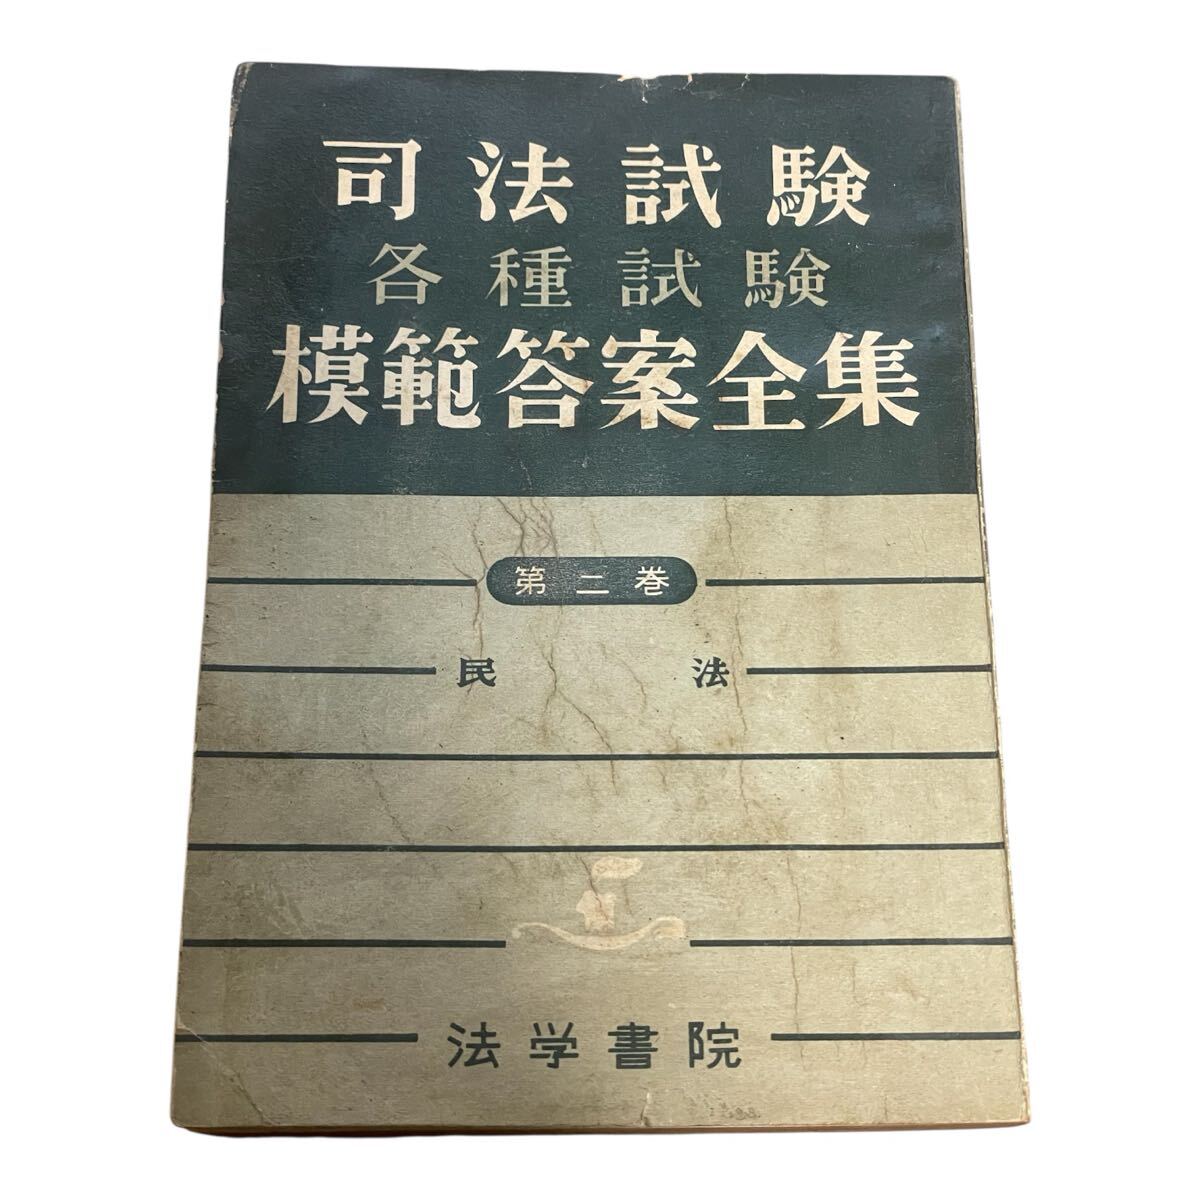 司法試験
各種試験
模範答案全集
第二巻
民法
法学書院